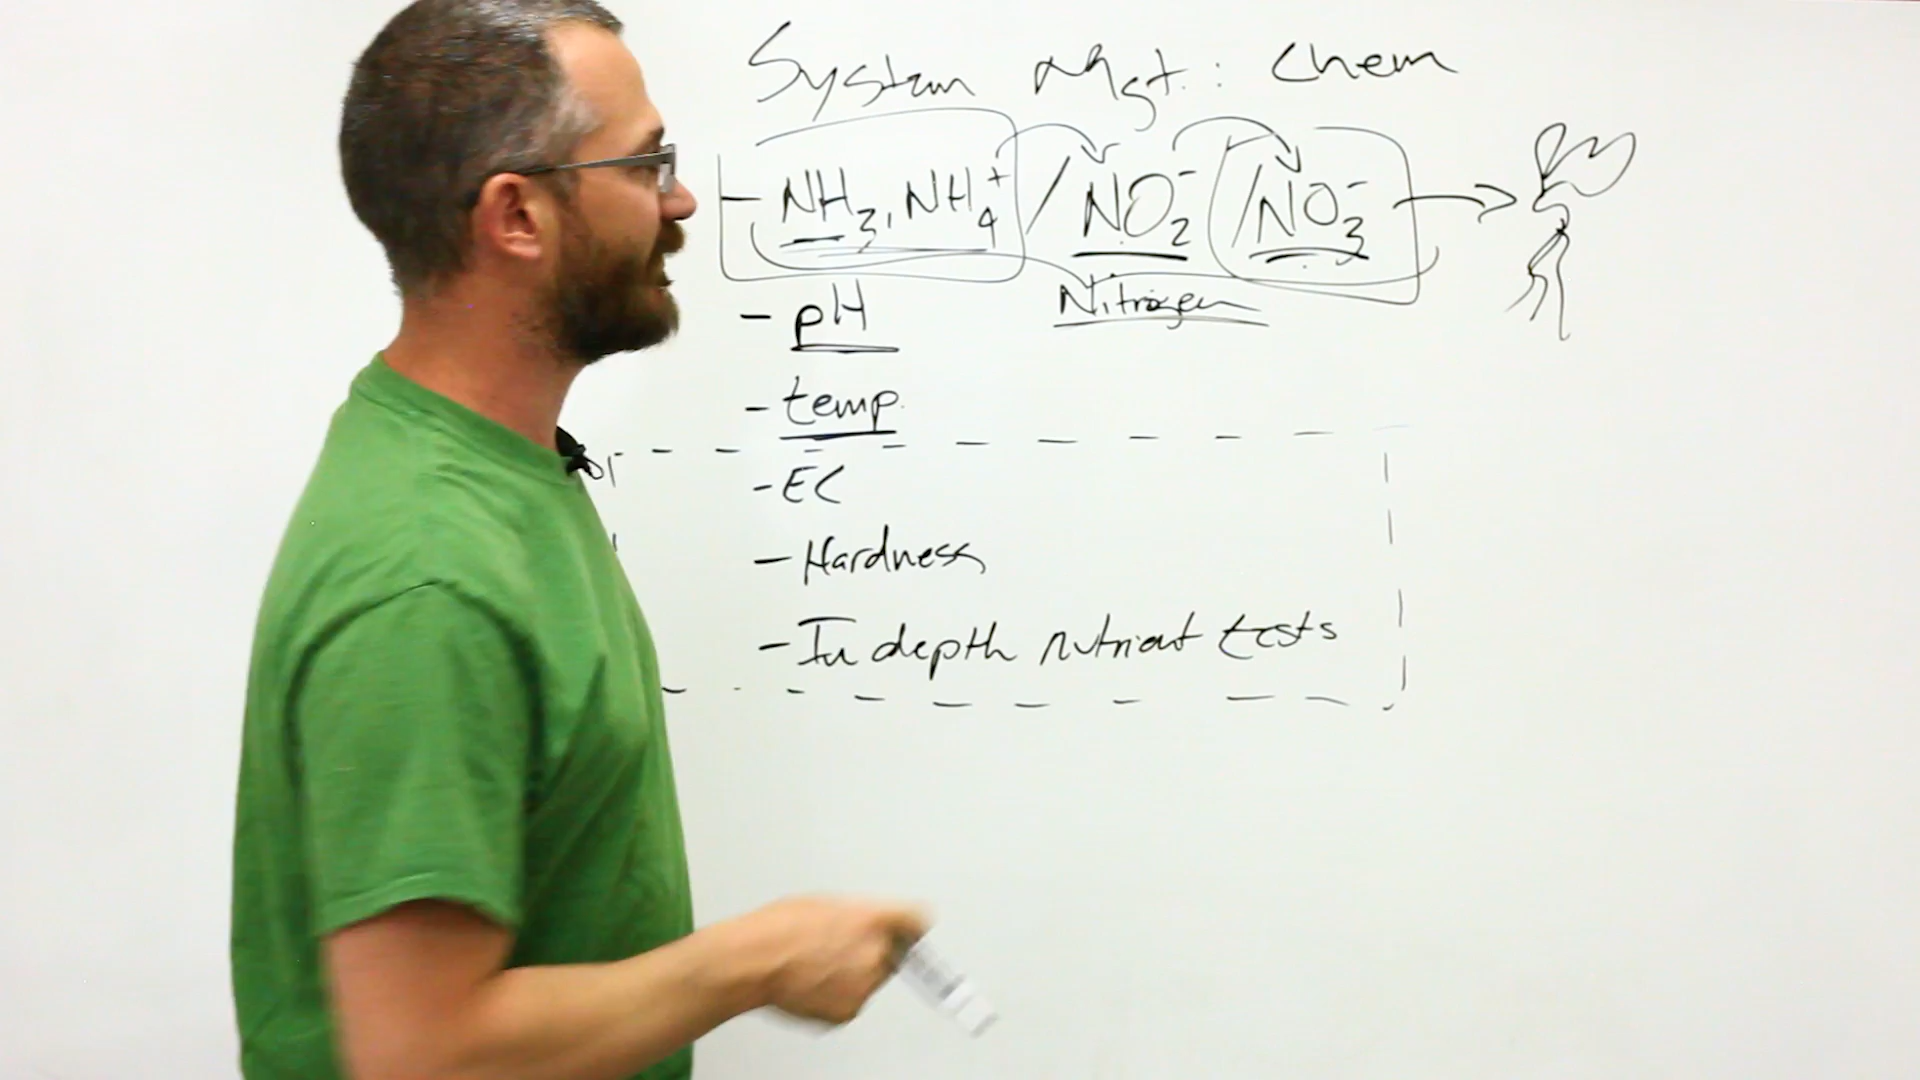 System Mgt.: Chem
- NH₃, NH₄⁺ / NO₂⁻ / NO₃⁻
Nitrogen
- pH
- temp.
- EC
- Hardness
- In depth nutrient tests